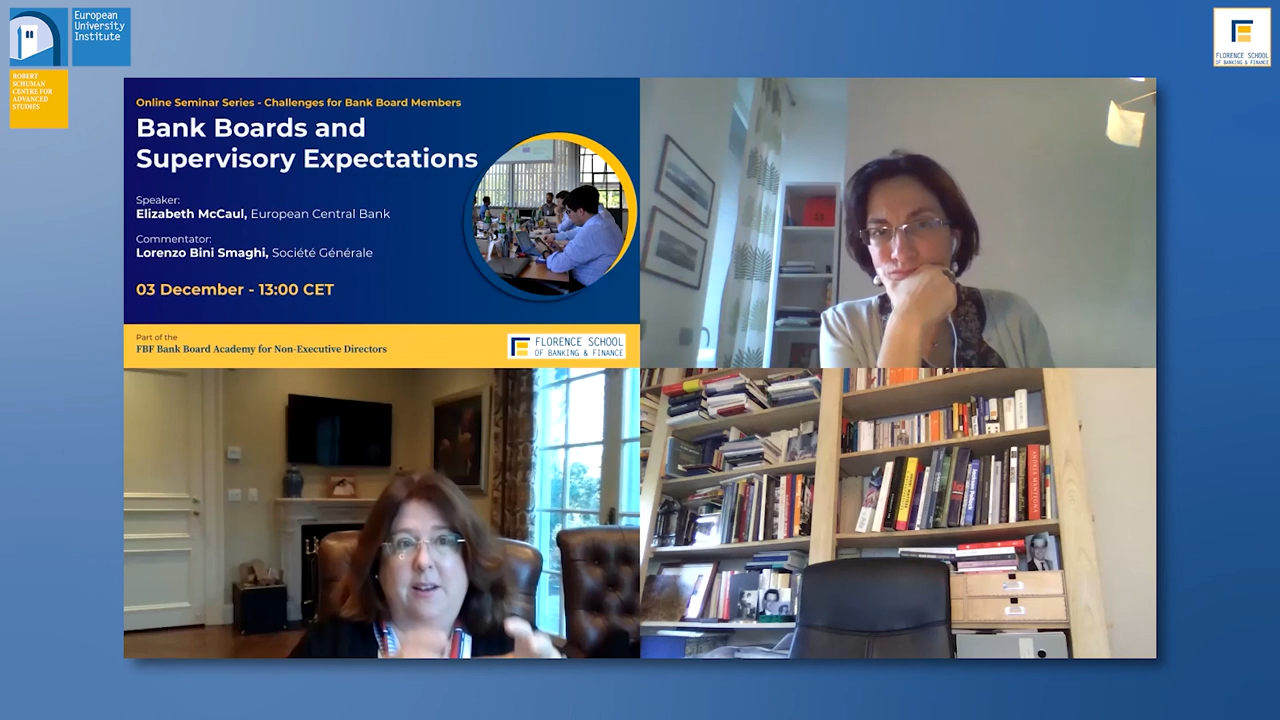 European
University
Institute
ROBERT
SCHUMAN
CENTRE FOR
ADVANCED
STUDIES
FLORENCE SCHOOL
OF BANKING & FINANCE
Online Seminar Series - Challenges for Bank Board Members
Bank Boards and
Supervisory Expectations
Speaker:
Elizabeth McCaul, European Central Bank
Commentator:
Lorenzo Bini Smaghi, Société Générale
03 December - 13:00 CET
Part of the
FBF Bank Board Academy for Non-Executive Directors
FLORENCE SCHOOL
OF BANKING & FINANCE